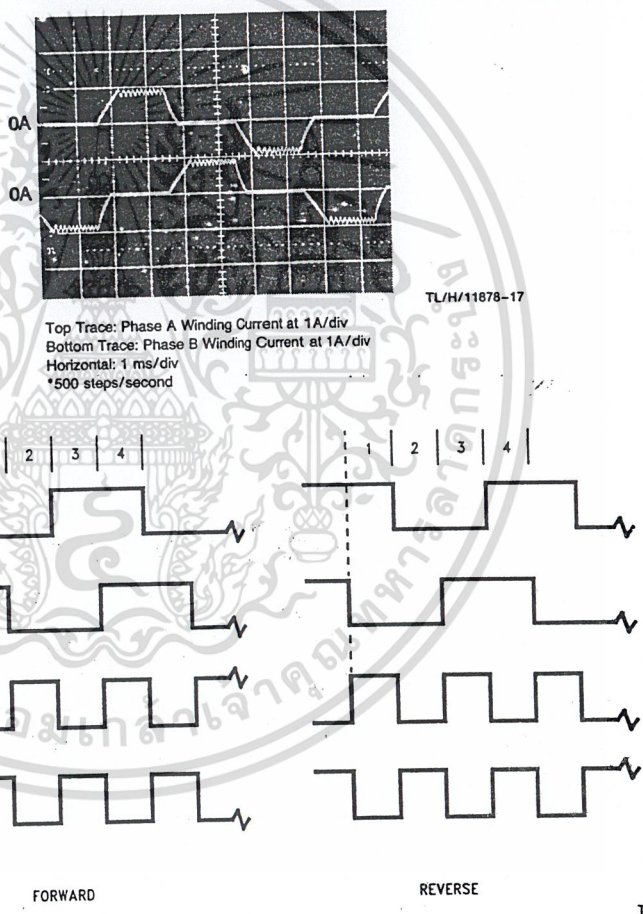 0A
0A
TL/H/11878-17
Top Trace: Phase A Winding Current at 1A/div
Bottom Trace: Phase B Winding Current at 1A/div
Horizontal: 1 ms/div
*500 steps/second
2 3 4
1 2 3 4
FORWARD
REVERSE